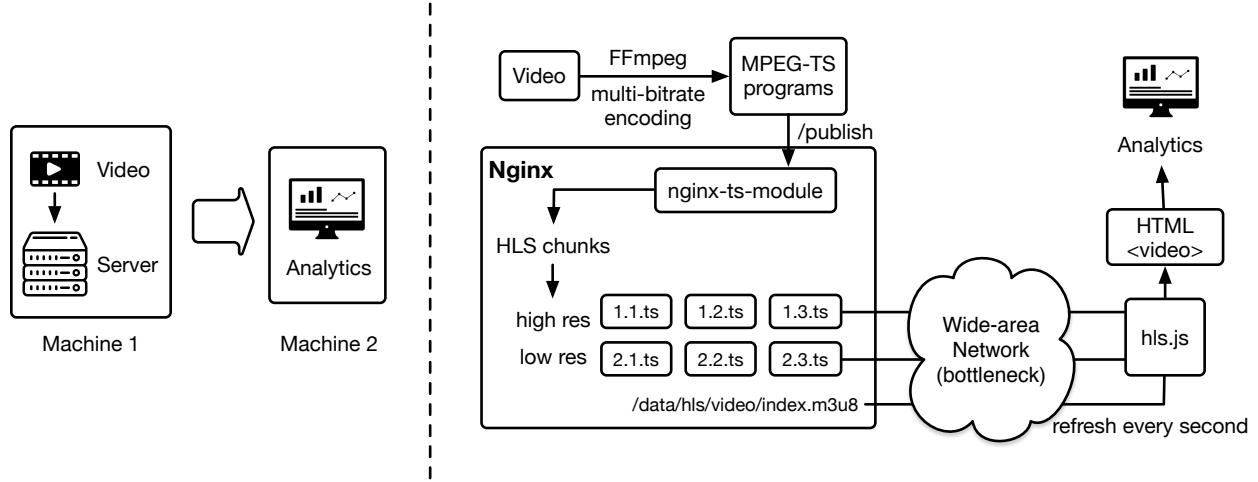 Video
Server
Machine 1
Analytics
Machine 2
Video
FFmpeg
multi-bitrate
encoding
MPEG-TS
programs
/publish
Nginx
nginx-ts-module
HLS chunks
high res
1.1.ts
1.2.ts
1.3.ts
low res
2.1.ts
2.2.ts
2.3.ts
/data/hls/video/index.m3u8
Wide-area
Network
(bottleneck)
Analytics
HTML
<video>
hls.js
refresh every second